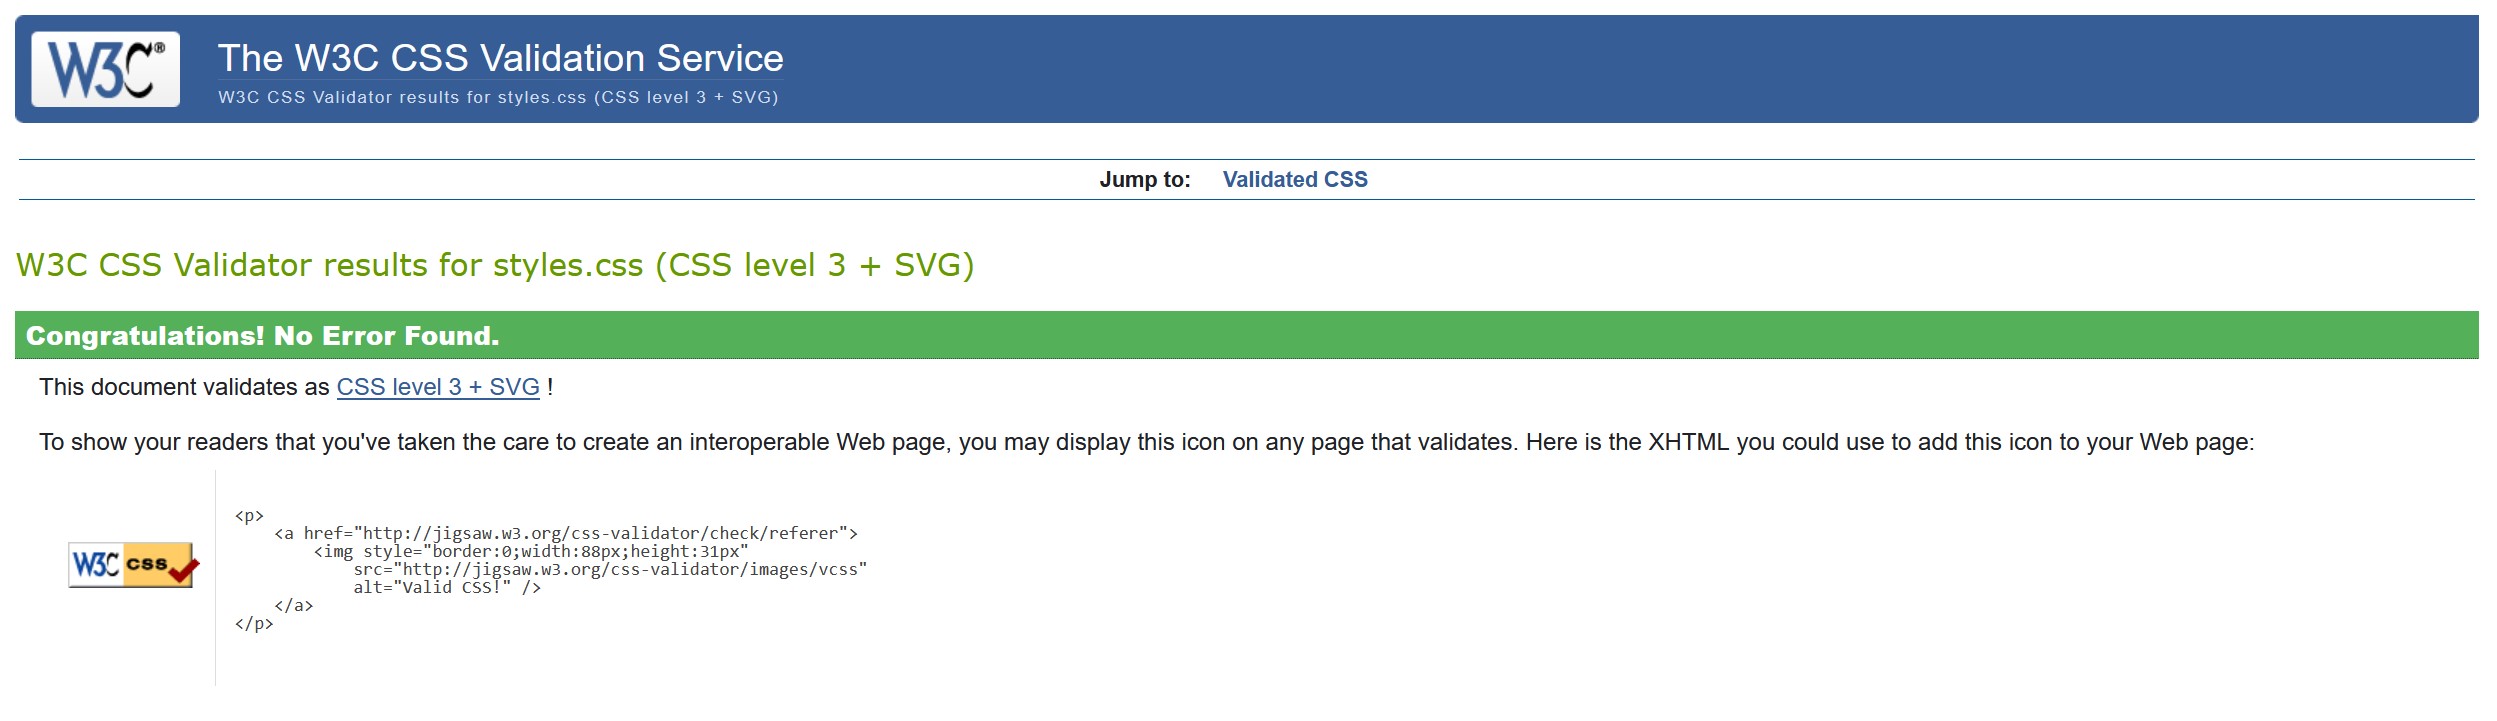 W3C®
The W3C CSS Validation Service
W3C CSS Validator results for styles.css (CSS level 3 + SVG)
Jump to: Validated CSS
W3C CSS Validator results for styles.css (CSS level 3 + SVG)
Congratulations! No Error Found.
This document validates as CSS level 3 + SVG !
To show your readers that you've taken the care to create an interoperable Web page, you may display this icon on any page that validates. Here is the XHTML you could use to add this icon to your Web page:
W3C css
<p>
    <a href="http://jigsaw.w3.org/css-validator/check/referer">
        <img style="border:0;width:88px;height:31px"
            src="http://jigsaw.w3.org/css-validator/images/vcss"
            alt="Valid CSS!" />
    </a>
</p>